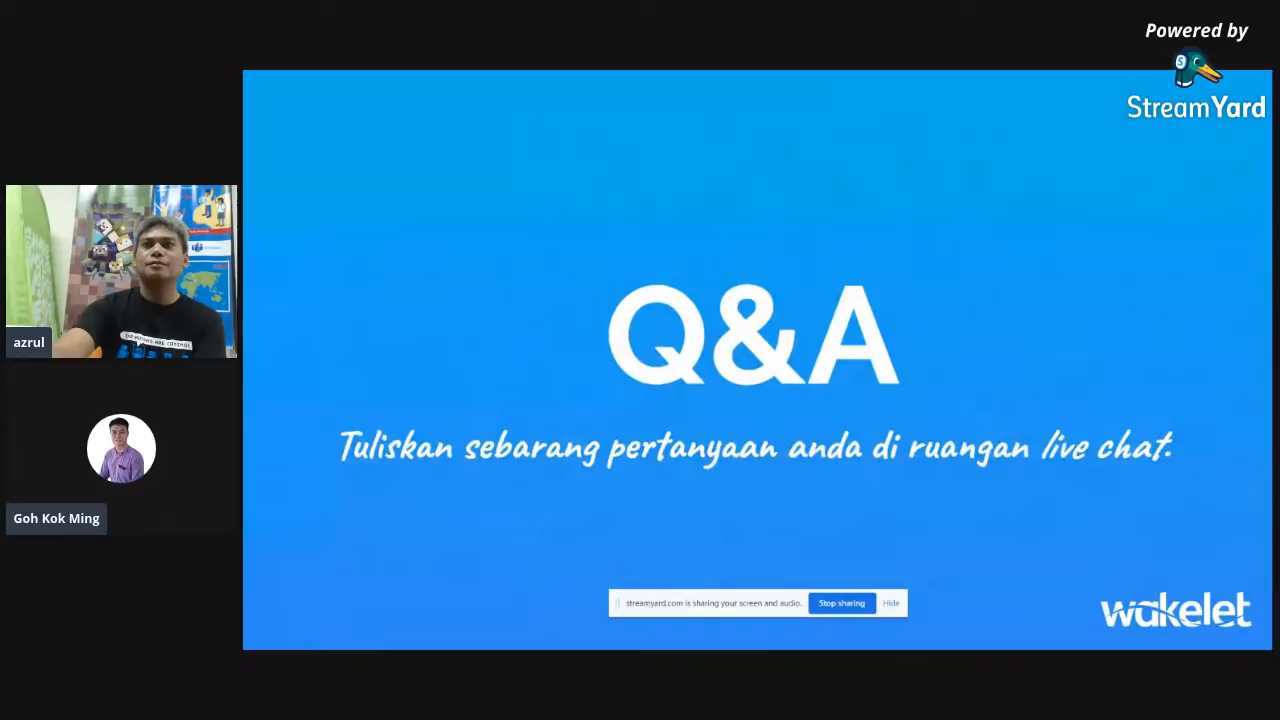 Powered by
StreamYard
azrul
Goh Kok Ming
Q&A
Tuliskan sebarang pertanyaan anda di ruangan live chat.
streamyard.com is sharing your screen and audio.
Stop sharing
Hide
wakelet